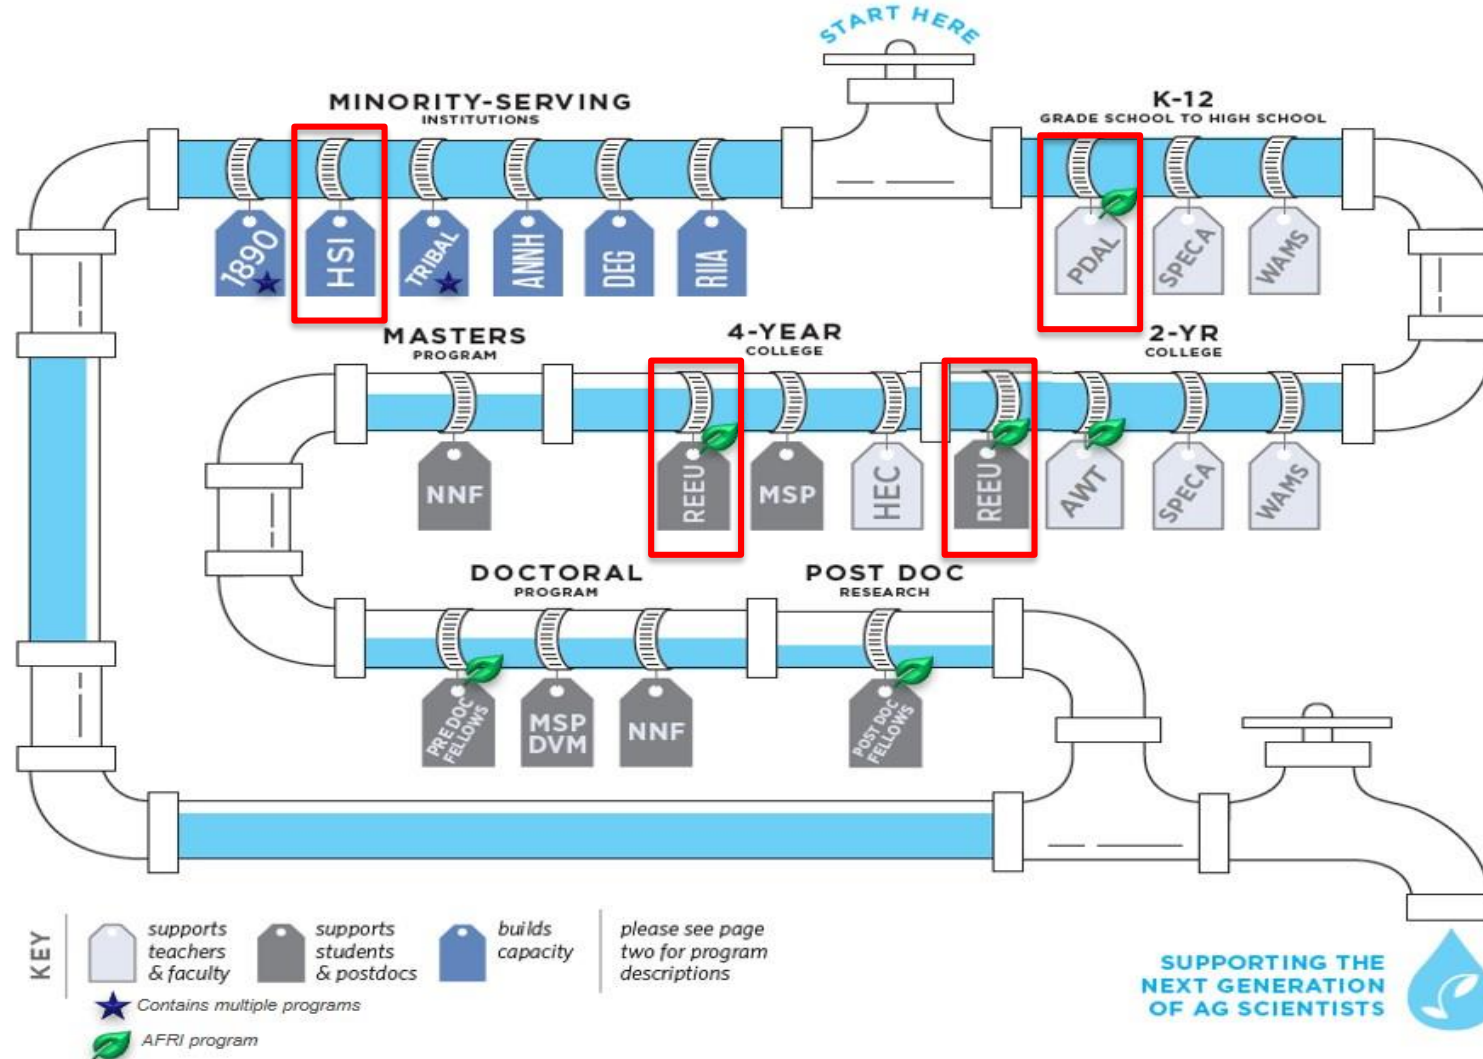 START HERE
MINORITY-SERVING
INSTITUTIONS
K-12
GRADE SCHOOL TO HIGH SCHOOL
1890
HSI
TRIBAL
ANNH
DEG
RIIA
PDAL
SPECA
WAMS
MASTERS
PROGRAM
4-YEAR
COLLEGE
2-YR
COLLEGE
NNF
REEU
MSP
HEC
REEU
AWT
SPECA
WAMS
DOCTORAL
PROGRAM
POST DOC
RESEARCH
PRE DOC
FELLOWS
MSP
DVM
NNF
POST DOC
FELLOWS
KEY
supports
teachers
& faculty
supports
students
& postdocs
builds
capacity
please see page
two for program
descriptions
Contains multiple programs
AFRI program
SUPPORTING THE
NEXT GENERATION
OF AG SCIENTISTS